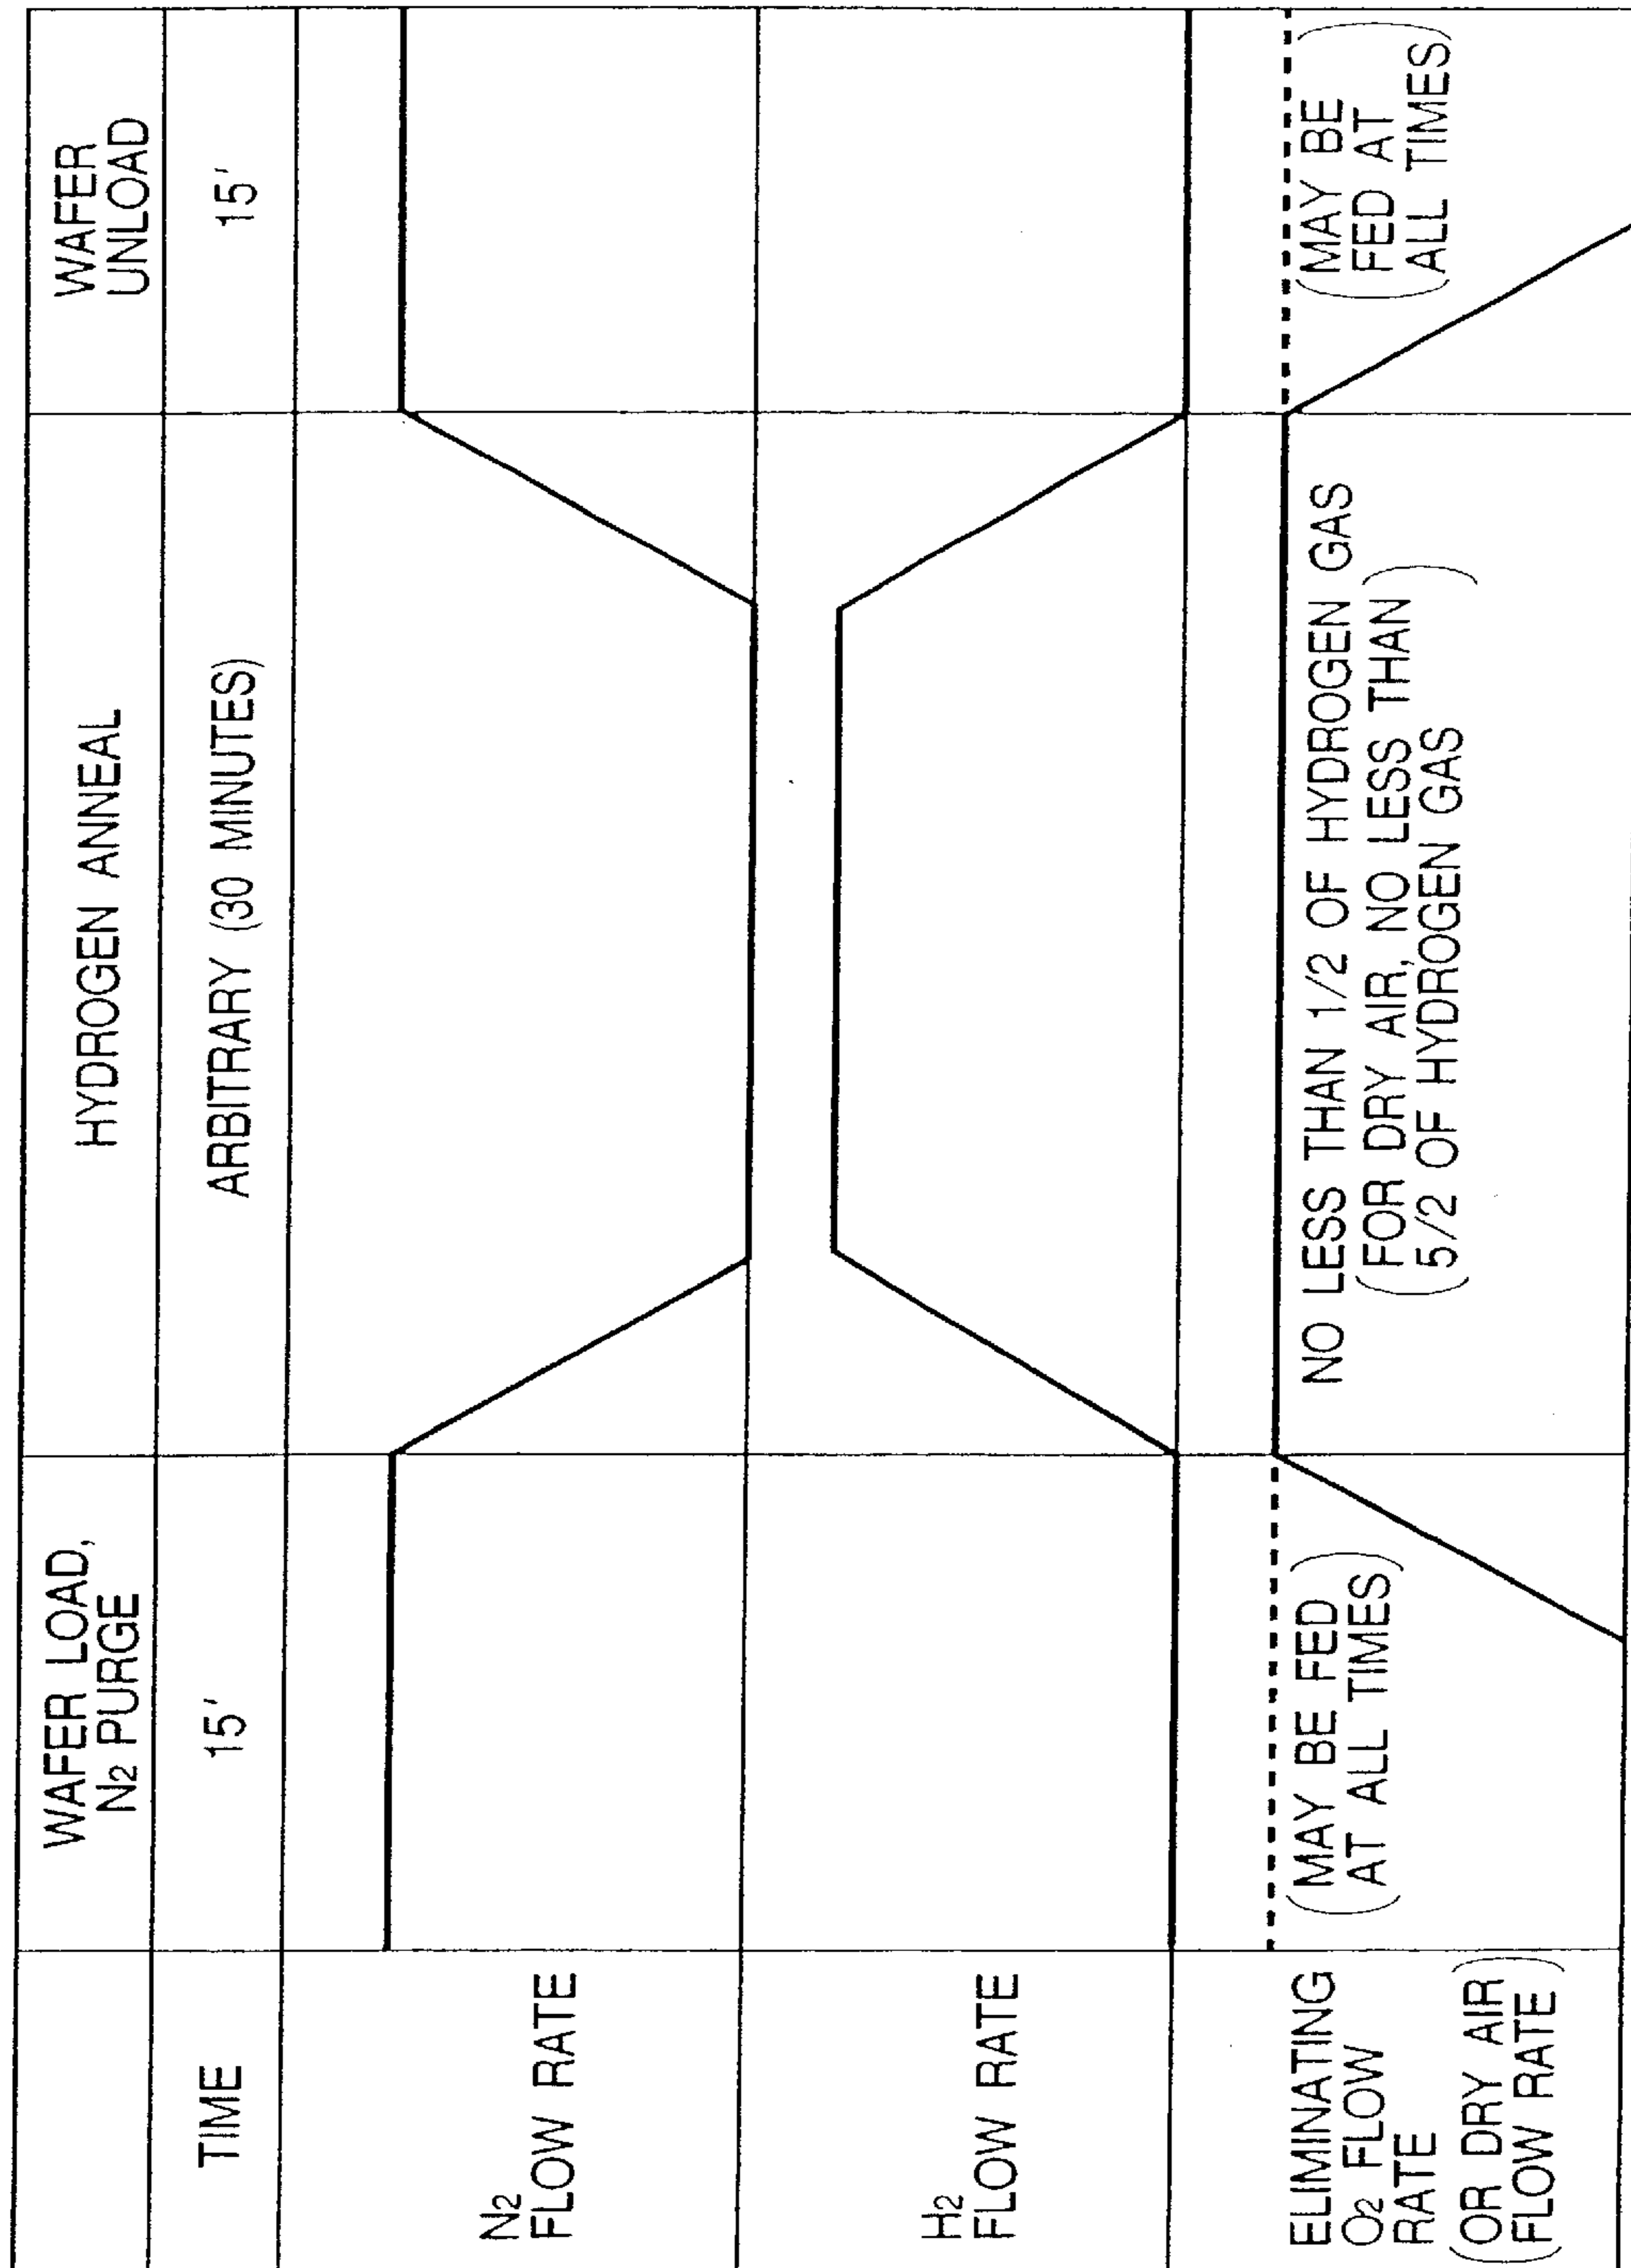 WAFER LOAD,
N2 PURGE
HYDROGEN ANNEAL
WAFER
UNLOAD
TIME
15'
ARBITRARY (30 MINUTES)
15'
N2
FLOW RATE
H2
FLOW RATE
ELIMINATING
O2 FLOW
RATE
(OR DRY AIR
FLOW RATE)
(MAY BE FED
AT ALL TIMES)
NO LESS THAN 1/2 OF HYDROGEN GAS
(FOR DRY AIR, NO LESS THAN
5/2 OF HYDROGEN GAS)
(MAY BE
FED AT
ALL TIMES)